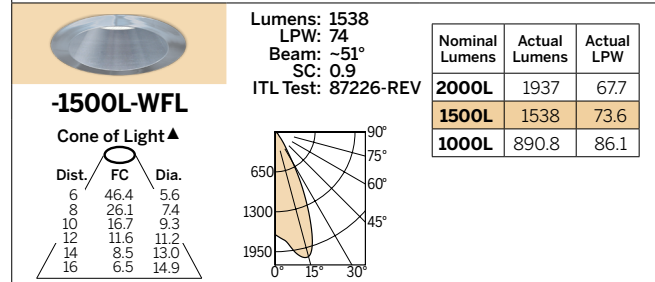 -1500L-WFL
Cone of Light▲
Dist. FC Dia.
6 46.4 5.6
8 26.1 7.4
10 16.7 9.3
12 11.6 11.2
14 8.5 13.0
16 6.5 14.9
Lumens: 1538
LPW: 74
Beam: ~51°
SC: 0.9
ITL Test: 87226-REV
90°
75°
60°
45°
650
1300
1950
0° 15° 30°
Nominal Lumens Actual Lumens Actual LPW
2000L 1937 67.7
1500L 1538 73.6
1000L 890.8 86.1